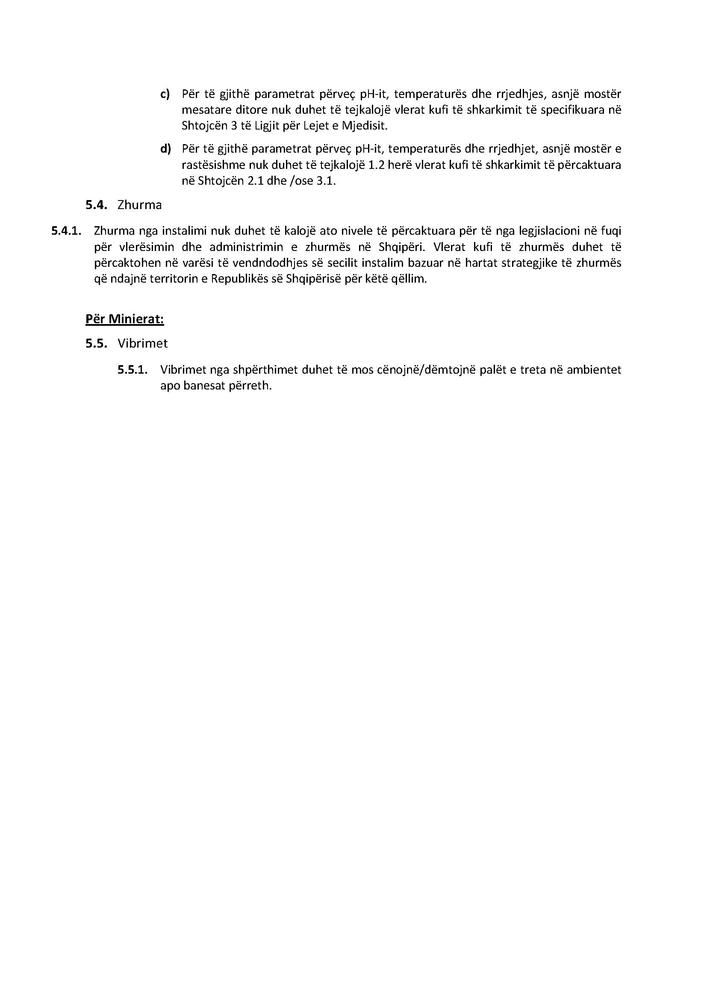 c) Për të gjithë parametrat përveç pH-it, temperaturës dhe rrjedhjes, asnjë mostër
mesatare ditore nuk duhet të tejkalojë vlerat kufi të shkarkimit të specifikuara në
Shtojcën 3 të Ligjit për Lejet e Mjedisit.
d) Për të gjithë parametrat përveç pH-it, temperaturës dhe rrjedhjet, asnjë mostër e
rastësishme nuk duhet të tejkalojë 1.2 herë vlerat kufi të shkarkimit të përcaktuara
në Shtojcën 2.1 dhe /ose 3.1.
5.4. Zhurma
5.4.1. Zhurma nga instalimi nuk duhet të kalojë ato nivele të përcaktuara për të nga legjislacioni në fuqi
për vlerësimin dhe administrimin e zhurmës në Shqipëri. Vlerat kufi të zhurmës duhet të
përcaktohen në varësi të vendndodhjes së secilit instalim bazuar në hartat strategjike të zhurmës
që ndajnë territorin e Republikës së Shqipërisë për këtë qëllim.
Për Minierat:
5.5. Vibrimet
5.5.1. Vibrimet nga shpërthimet duhet të mos cënojnë/dëmtojnë palët e treta në ambientet
apo banesat përreth.